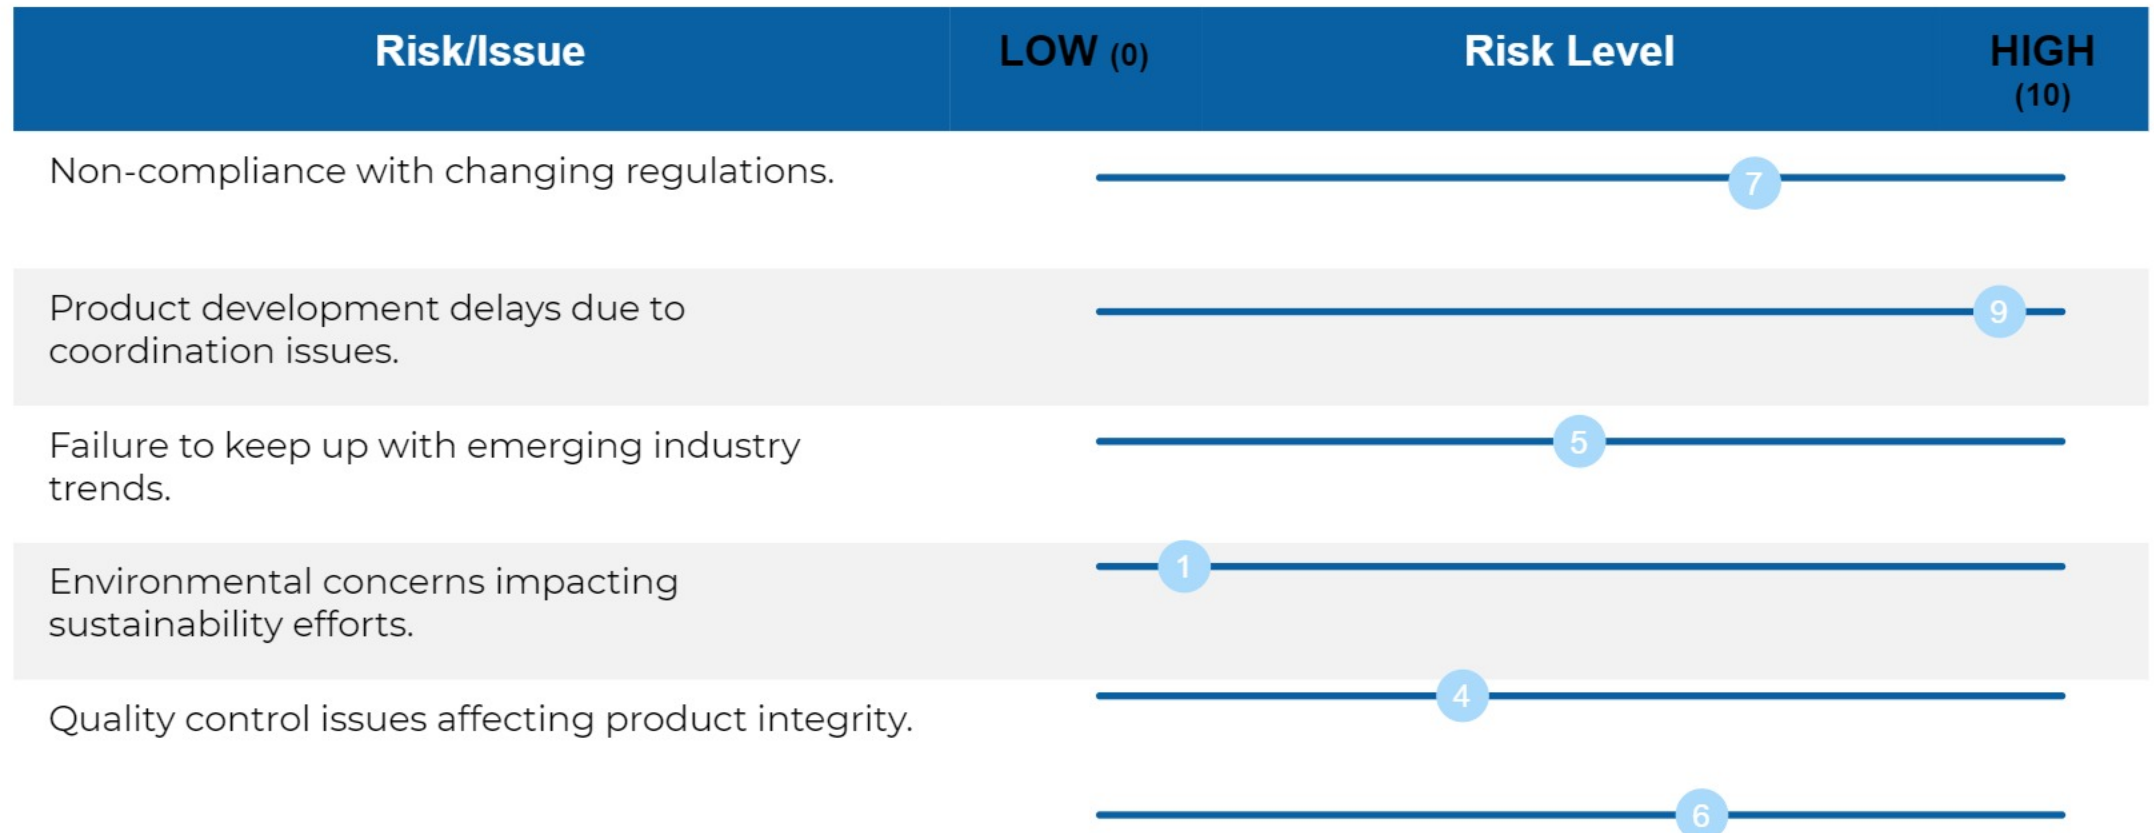 Risk/Issue LOW (0) Risk Level HIGH
(10)
Non-compliance with changing regulations.
7
Product development delays due to
coordination issues.
9
Failure to keep up with emerging industry
trends.
5
Environmental concerns impacting
sustainability efforts.
1
Quality control issues affecting product integrity.
4
6